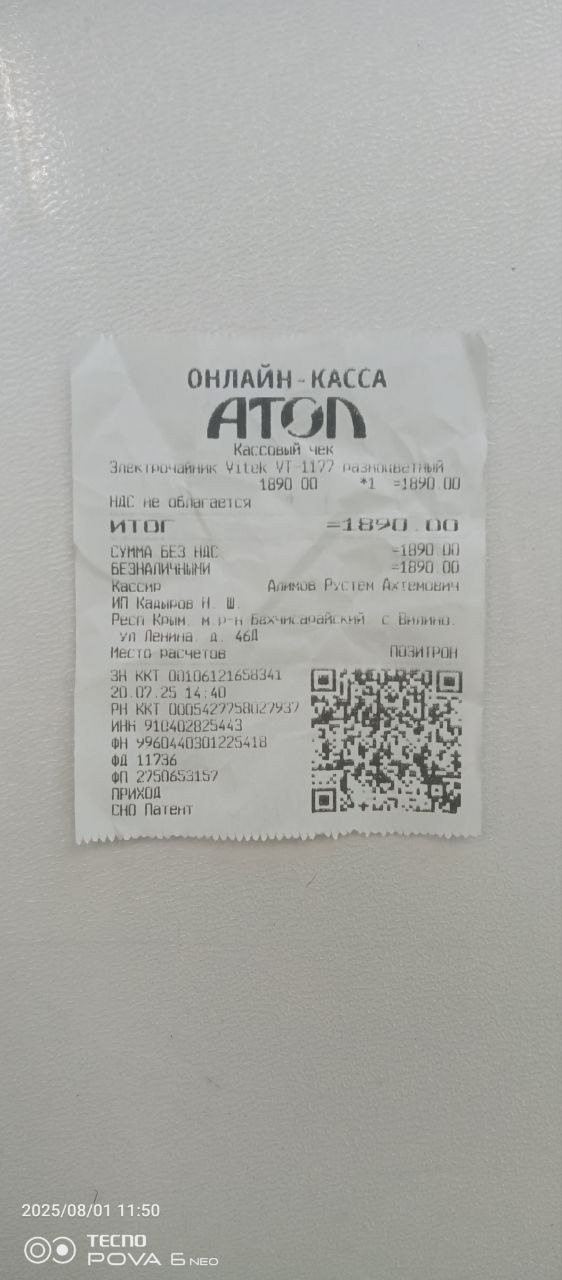 ОНЛАЙН-КАССА
АТОЛ
Кассовый чек
Электрочайник Vitek VT-1177 разноцветный
1890.00 *1 =1890.00
НДС не облагается
ИТОГ =1890.00
СУММА БЕЗ НДС =1890.00
БЕЗНАЛИЧНЫМИ =1890.00
Кассир Алимов Рустем Ахтемович
ИП Кадыров Н. Ш.
Респ Крым, м.р-н Бахчисарайский, с Вилино,
ул Ленина, д. 46Д
Место расчетов ПОЗИТРОН
ЗН ККТ 00106121658341
20.07.25 14:40
РН ККТ 0005427758027937
ИНН 910402825443
ФН 9960440301225418
ФД 11736
ФП 2750653157
ПРИХОД
СНО Патент
2025/08/01 11:50
TECNO
POVA 6 NEO